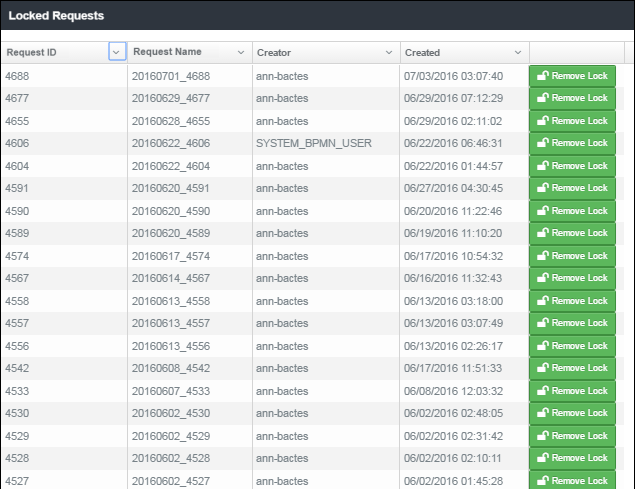 Locked Requests
Request ID Request Name Creator Created
4688 20160701_4688 ann-bactes 07/03/2016 03:07:40 Remove Lock
4677 20160629_4677 ann-bactes 06/29/2016 07:12:29 Remove Lock
4655 20160628_4655 ann-bactes 06/29/2016 02:11:02 Remove Lock
4606 20160622_4606 SYSTEM_BPMN_USER 06/22/2016 06:46:31 Remove Lock
4604 20160622_4604 ann-bactes 06/22/2016 01:44:57 Remove Lock
4591 20160620_4591 ann-bactes 06/27/2016 04:30:45 Remove Lock
4590 20160620_4590 ann-bactes 06/20/2016 11:22:46 Remove Lock
4589 20160620_4589 ann-bactes 06/19/2016 11:10:20 Remove Lock
4574 20160617_4574 ann-bactes 06/17/2016 10:54:32 Remove Lock
4567 20160614_4567 ann-bactes 06/16/2016 11:32:43 Remove Lock
4558 20160613_4558 ann-bactes 06/13/2016 03:18:00 Remove Lock
4557 20160613_4557 ann-bactes 06/13/2016 03:07:49 Remove Lock
4556 20160613_4556 ann-bactes 06/13/2016 02:26:17 Remove Lock
4542 20160608_4542 ann-bactes 06/17/2016 11:51:33 Remove Lock
4533 20160607_4533 ann-bactes 06/08/2016 12:03:32 Remove Lock
4530 20160602_4530 ann-bactes 06/02/2016 02:48:05 Remove Lock
4529 20160602_4529 ann-bactes 06/02/2016 02:31:42 Remove Lock
4528 20160602_4528 ann-bactes 06/02/2016 02:10:11 Remove Lock
4527 20160602_4527 ann-bactes 06/02/2016 01:45:28 Remove Lock